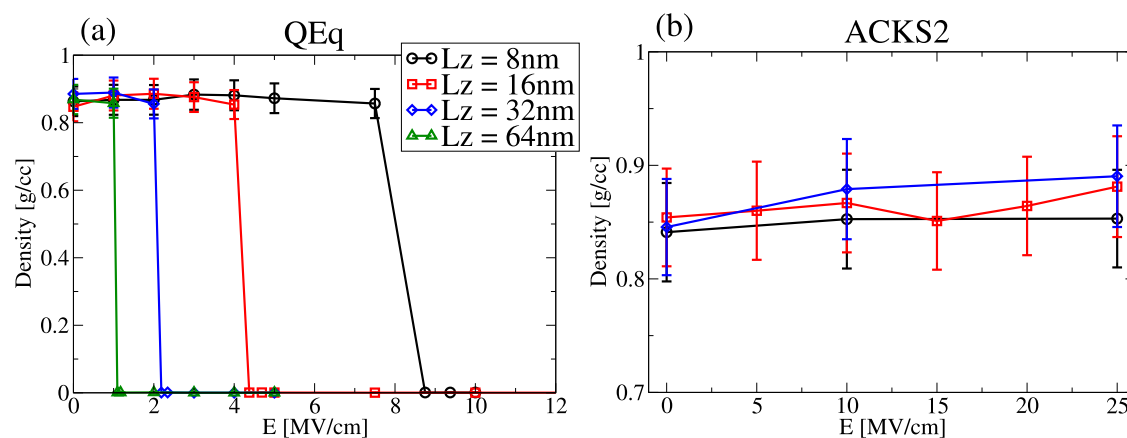 (a)
QEq
Lz = 8nm
Lz = 16nm
Lz = 32nm
Lz = 64nm
Density [g/cc]
1
0.8
0.6
0.4
0.2
0
0 2 4 6 8 10
E [MV/cm]
(b)
ACKS2
Density [g/cc]
1
0.9
0.8
0.7
0 5 10 15 20 25
E [MV/cm]